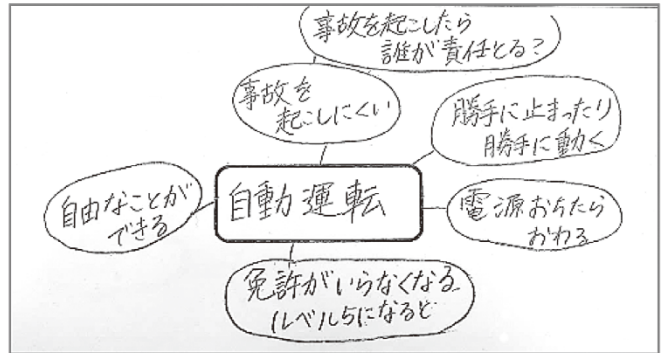 事故を起こしたら
誰が責任とる?
事故を
起こしにくい
勝手に止まったり
勝手に動く
自由なことが
できる
自動運転
電源おちたら
おわる
免許がいらなくなる
レベル5になると